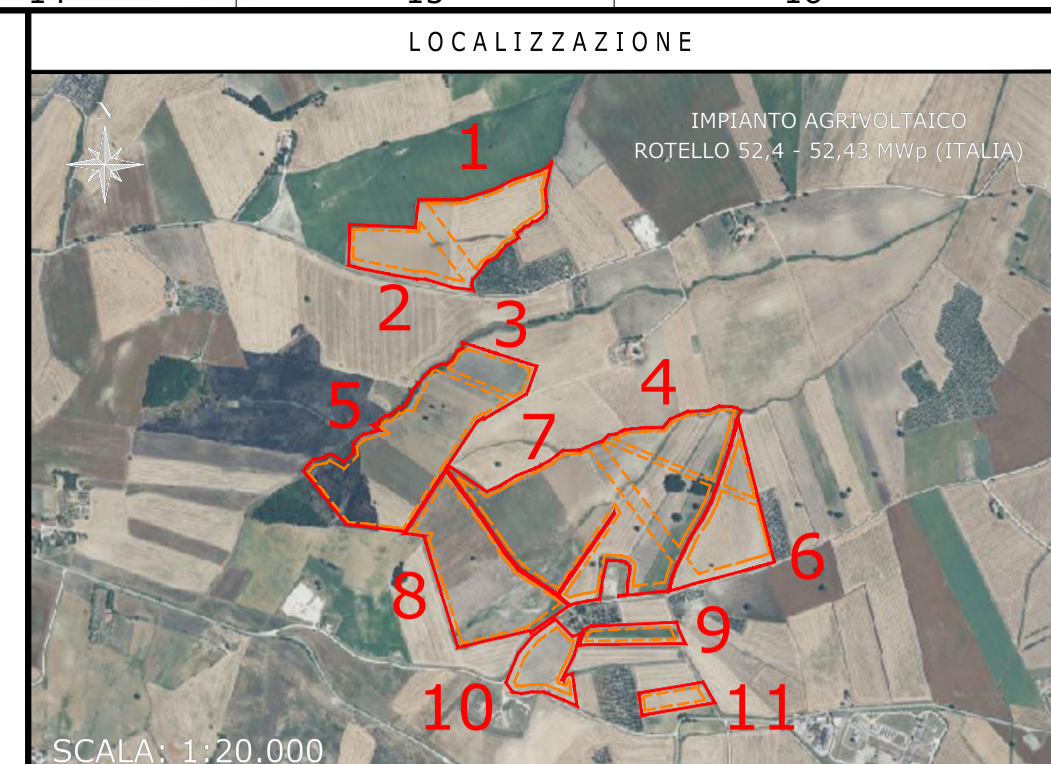 LOCALIZZAZIONE
N
IMPIANTO AGRIVOLTAICO
ROTELLO 52,4 - 52,43 MWp (ITALIA)
1
2
3
4
5
7
6
8
9
10
11
SCALA: 1:20.000